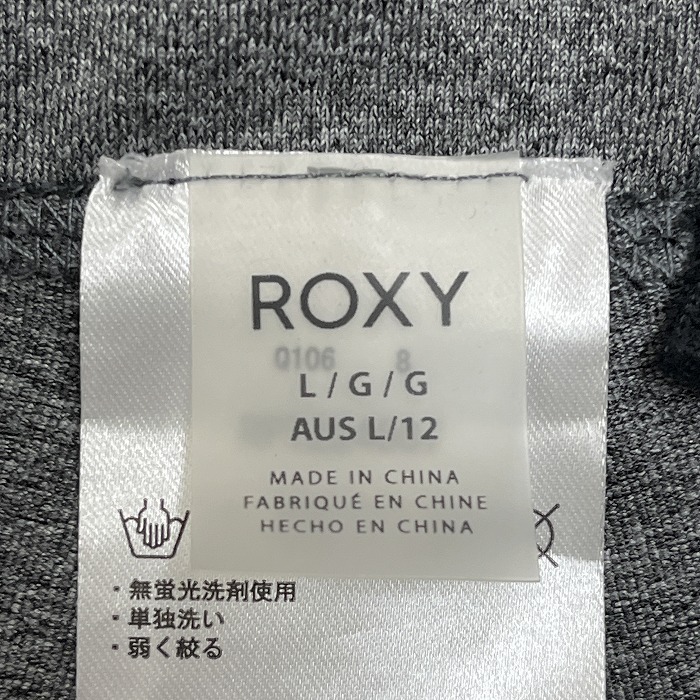 ROXY
Q106 8
L / G / G
AUS L/12
MADE IN CHINA
FABRIQUÉ EN CHINE
HECHO EN CHINA
・無蛍光洗剤使用
・単独洗い
・弱く絞る